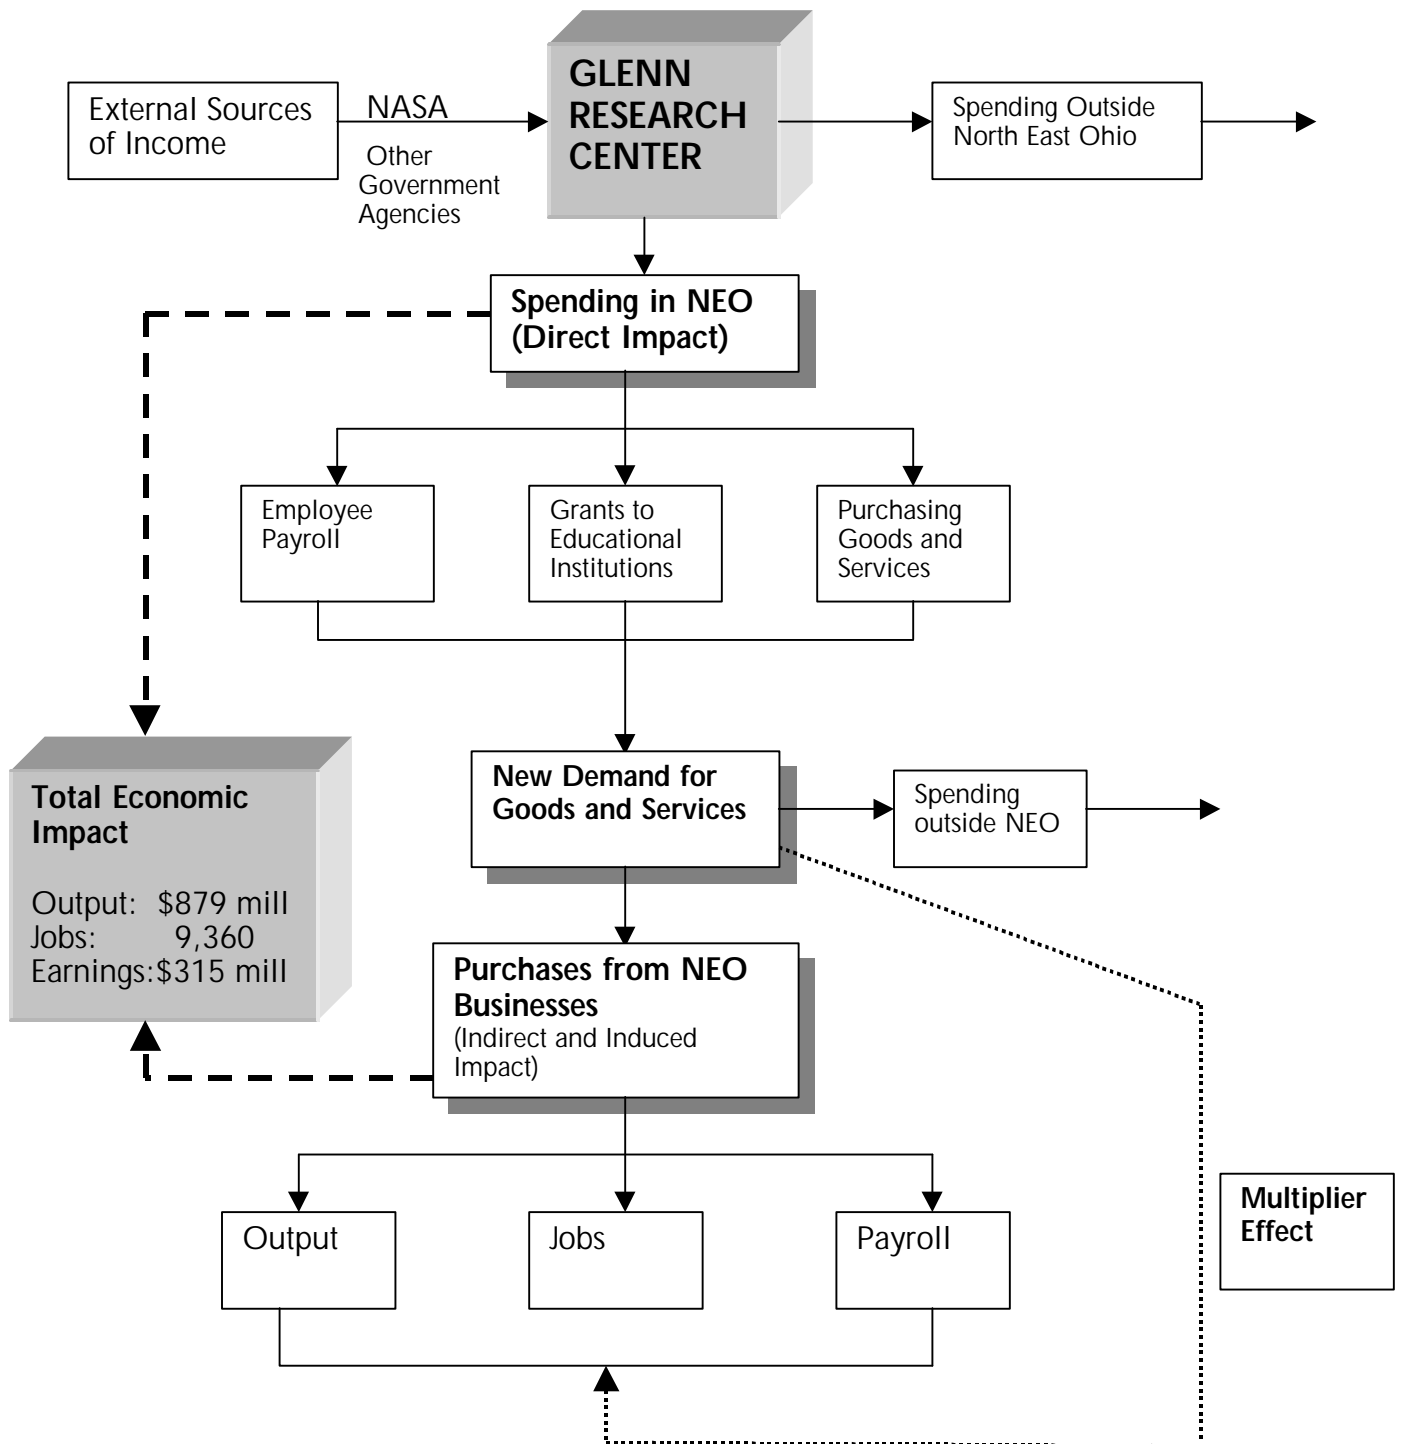 GLENN
RESEARCH
CENTER
External Sources
of Income
NASA
Other
Government
Agencies
Spending Outside
North East Ohio
Spending in NEO
(Direct Impact)
Employee
Payroll
Grants to
Educational
Institutions
Purchasing
Goods and
Services
Total Economic
Impact
Output: $879 mill
Jobs: 9,360
Earnings:$315 mill
New Demand for
Goods and Services
Spending
outside NEO
Purchases from NEO
Businesses
(Indirect and Induced
Impact)
Output
Jobs
Payroll
Multiplier
Effect